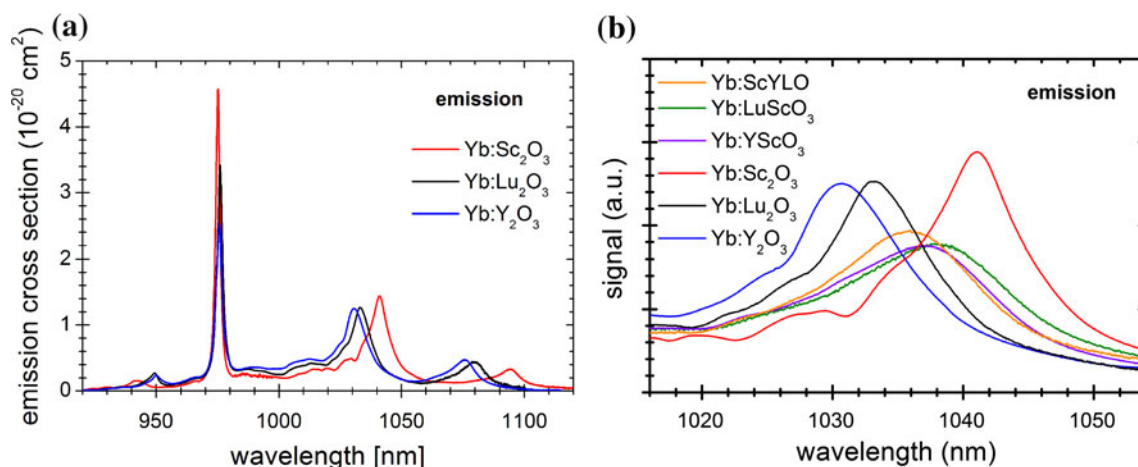 (a)
5
4
3
2
1
0
emission cross section (10⁻²⁰ cm²)
emission
Yb:Sc₂O₃
Yb:Lu₂O₃
Yb:Y₂O₃
950
1000
1050
1100
wavelength [nm]
(b)
signal (a.u.)
Yb:ScYLO
Yb:LuScO₃
Yb:YScO₃
Yb:Sc₂O₃
Yb:Lu₂O₃
Yb:Y₂O₃
emission
1020
1030
1040
1050
wavelength (nm)